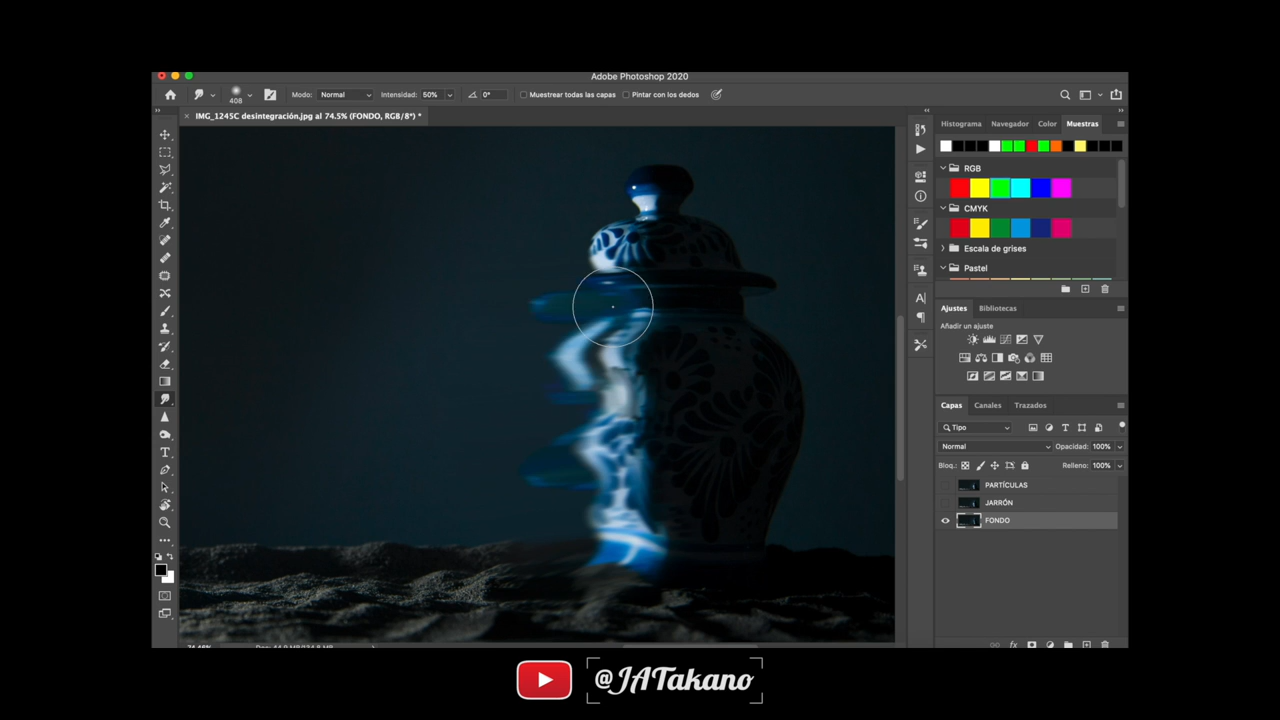 Adobe Photoshop 2020
408
Modo: Normal
Intensidad: 50%
0°
Muestrear todas las capas
Pintar con los dedos
IMG_1245C desintegración.jpg al 74.5% (FONDO, RGB/8*) *
Histograma Navegador Color Muestras
RGB
CMYK
Escala de grises
Pastel
Ajustes Bibliotecas
Añadir un ajuste
Capas Canales Trazados
Tipo
Normal Opacidad: 100%
Bloq.: Relleno: 100%
PARTÍCULAS
JARRÓN
FONDO
@JATakano